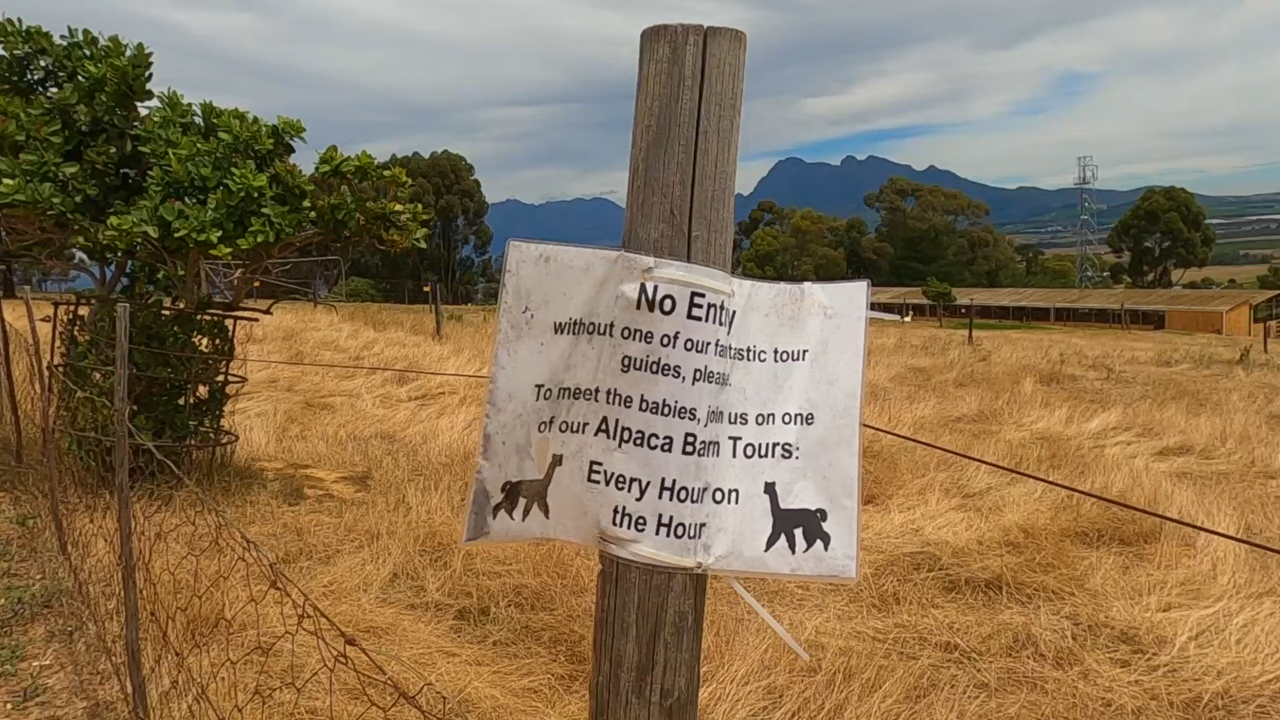 No Entry
without one of our fantastic tour
guides, please.
To meet the babies, join us on one
of our Alpaca Barn Tours:
Every Hour on
the Hour